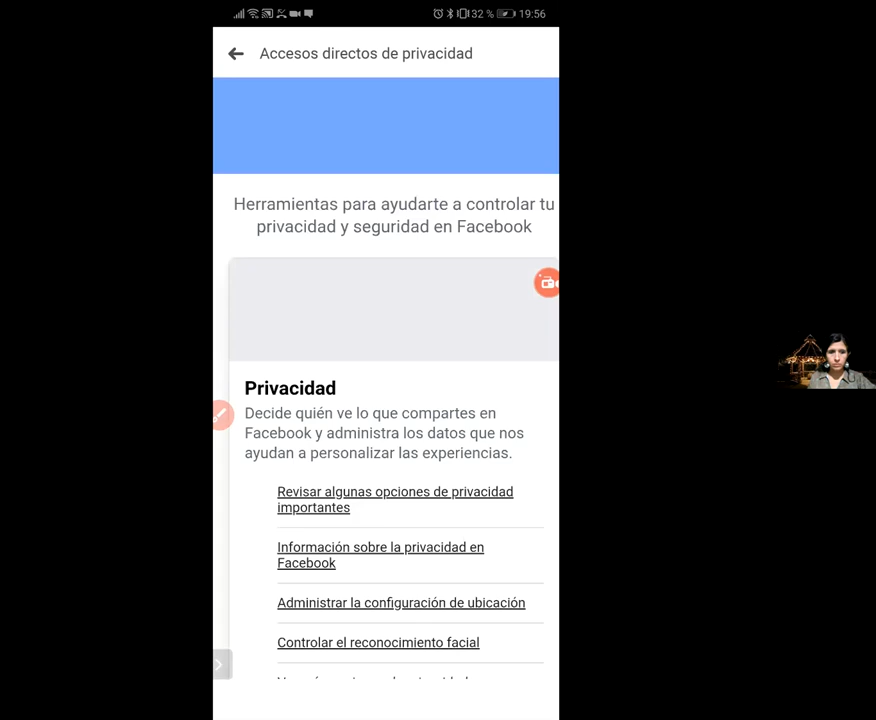 32 % 19:56
Accesos directos de privacidad
Herramientas para ayudarte a controlar tu
privacidad y seguridad en Facebook
Privacidad
Decide quién ve lo que compartes en
Facebook y administra los datos que nos
ayudan a personalizar las experiencias.
Revisar algunas opciones de privacidad
importantes
Información sobre la privacidad en
Facebook
Administrar la configuración de ubicación
Controlar el reconocimiento facial